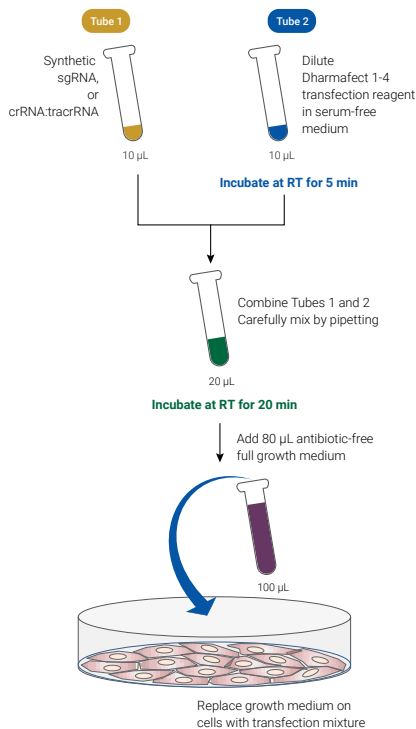 Tube 1
Synthetic
sgRNA,
or
crRNA:tracrRNA
10 µL
Tube 2
Dilute
Dharmafect 1-4
transfection reagent
in serum-free
medium
10 µL
Incubate at RT for 5 min
Combine Tubes 1 and 2
Carefully mix by pipetting
20 µL
Incubate at RT for 20 min
Add 80 µL antibiotic-free
full growth medium
100 µL
Replace growth medium on
cells with transfection mixture